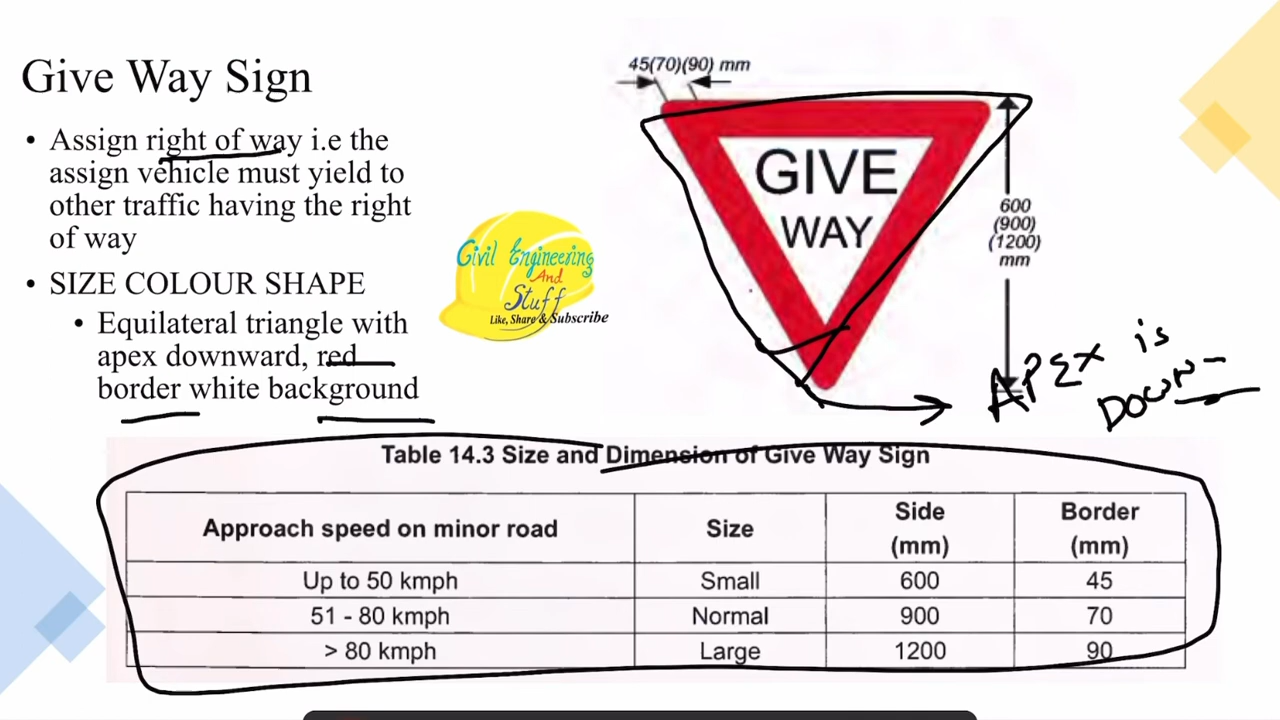 Give Way Sign
• Assign right of way i.e the
assign vehicle must yield to
other traffic having the right
of way
• SIZE COLOUR SHAPE
• Equilateral triangle with
apex downward, red
border white background
Civil Engineering
And
Stuff
Like, Share & Subscribe
45(70)(90) mm
GIVE
WAY
600
(900)
(1200)
mm
APEX is
DOWN
Table 14.3 Size and Dimension of Give Way Sign
Approach speed on minor road Size Side (mm) Border (mm)
Up to 50 kmph Small 600 45
51 - 80 kmph Normal 900 70
> 80 kmph Large 1200 90